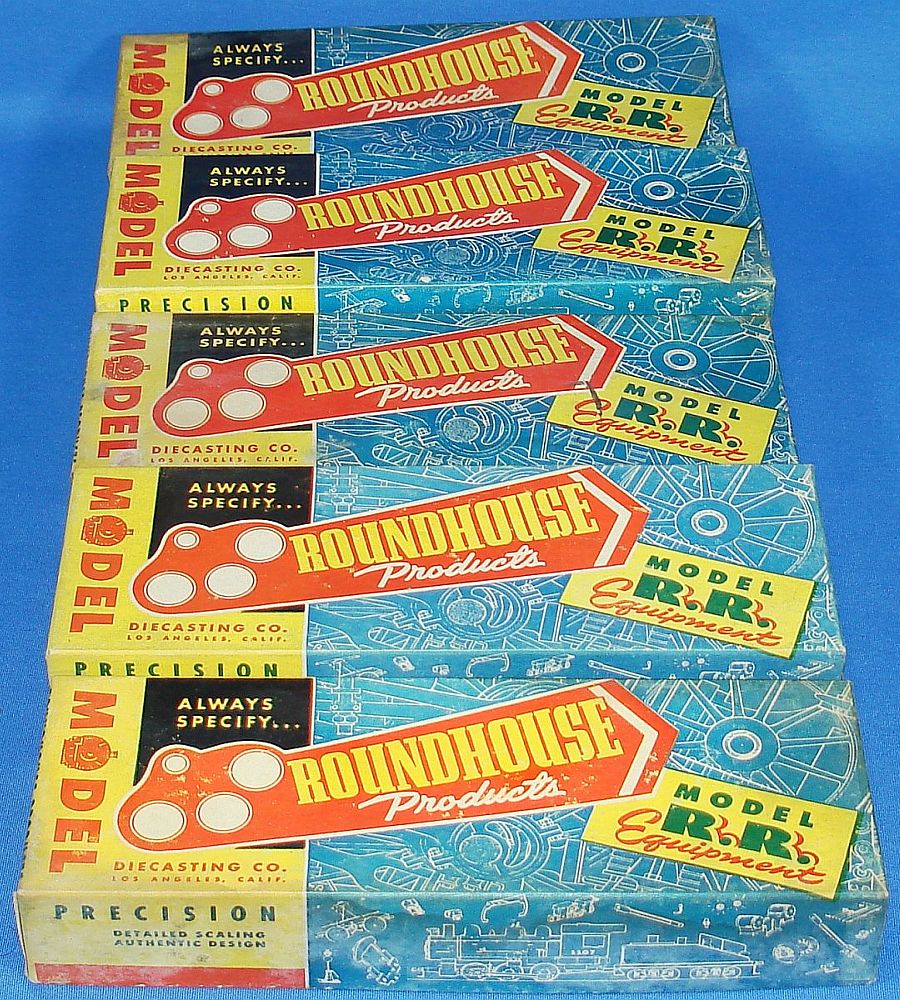 MODEL
ALWAYS
SPECIFY...
ROUNDHOUSE
Products
MODEL
R.R.
Equipment
DIECASTING CO.
MODEL
ALWAYS
SPECIFY...
ROUNDHOUSE
Products
MODEL
R.R.
Equipment
DIECASTING CO.
LOS ANGELES, CALIF.
PRECISION
MODEL
ALWAYS
SPECIFY...
ROUNDHOUSE
Products
MODEL
R.R.
Equipment
DIECASTING CO.
LOS ANGELES, CALIF.
MODEL
ALWAYS
SPECIFY...
ROUNDHOUSE
Products
MODEL
R.R.
Equipment
DIECASTING CO.
LOS ANGELES, CALIF.
PRECISION
MODEL
ALWAYS
SPECIFY...
ROUNDHOUSE
Products
MODEL
R.R.
Equipment
DIECASTING CO.
LOS ANGELES, CALIF.
PRECISION
DETAILED SCALING
AUTHENTIC DESIGN